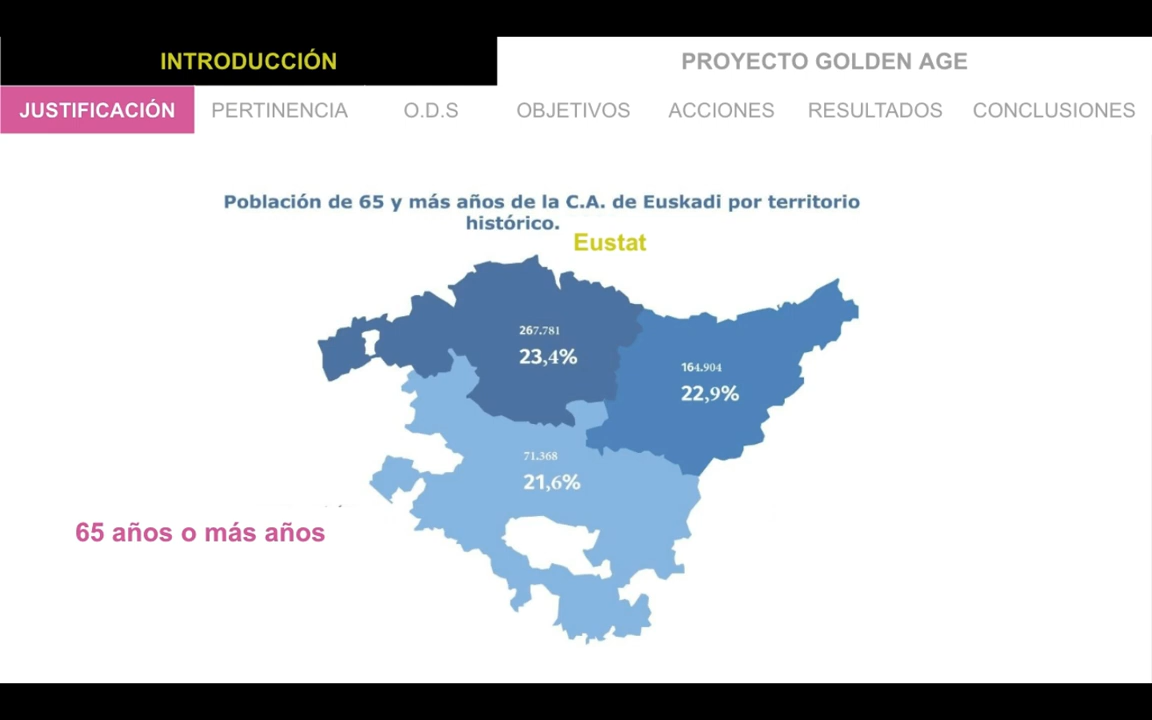 INTRODUCCIÓN
PROYECTO GOLDEN AGE
JUSTIFICACIÓN
PERTINENCIA
O.D.S
OBJETIVOS
ACCIONES
RESULTADOS
CONCLUSIONES
Población de 65 y más años de la C.A. de Euskadi por territorio
histórico.
Eustat
267.781
23,4%
164.904
22,9%
71.368
21,6%
65 años o más años